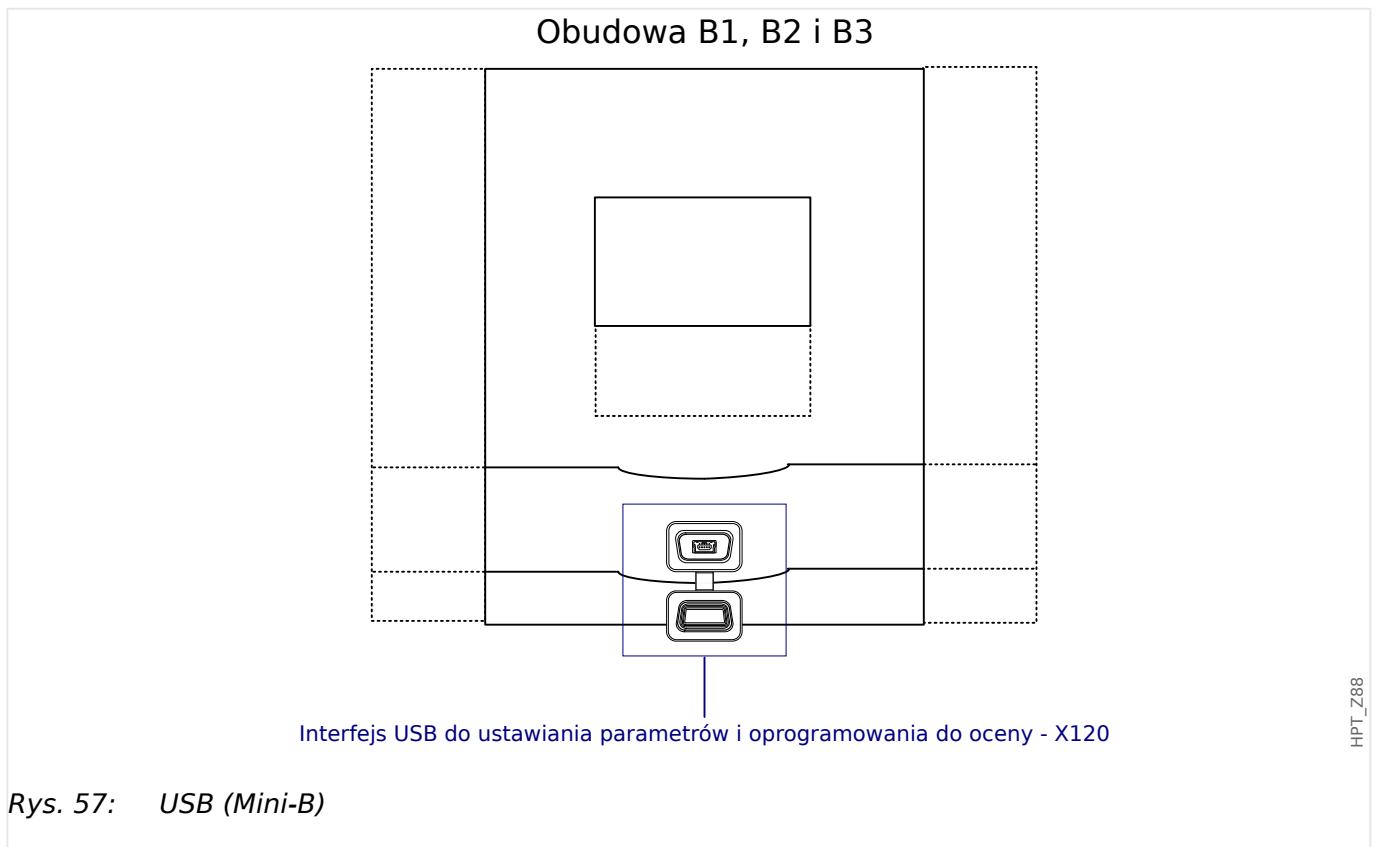 Obudowa B1, B2 i B3
Interfejs USB do ustawiania parametrów i oprogramowania do oceny - X120
HPT_Z88
Rys. 57: USB (Mini-B)